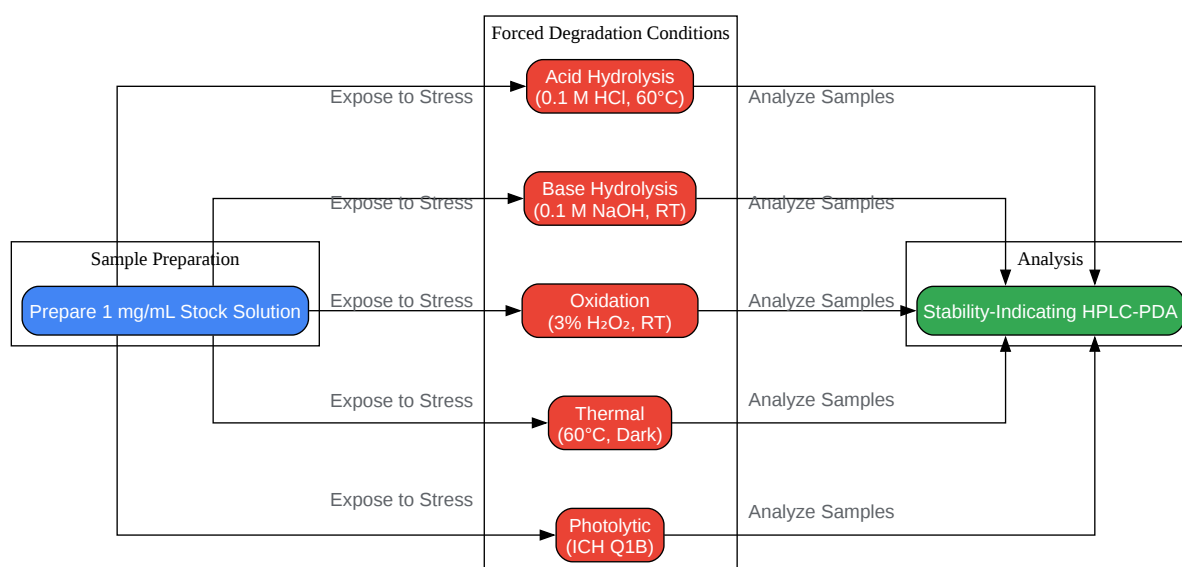 Forced Degradation Conditions
Acid Hydrolysis
(0.1 M HCl, 60°C)
Expose to Stress
Analyze Samples
Base Hydrolysis
(0.1 M NaOH, RT)
Expose to Stress
Analyze Samples
Sample Preparation
Analysis
Prepare 1 mg/mL Stock Solution
Expose to Stress
Oxidation
(3% H₂O₂, RT)
Analyze Samples
Stability-Indicating HPLC-PDA
Expose to Stress
Thermal
(60°C, Dark)
Analyze Samples
Expose to Stress
Photolytic
(ICH Q1B)
Analyze Samples